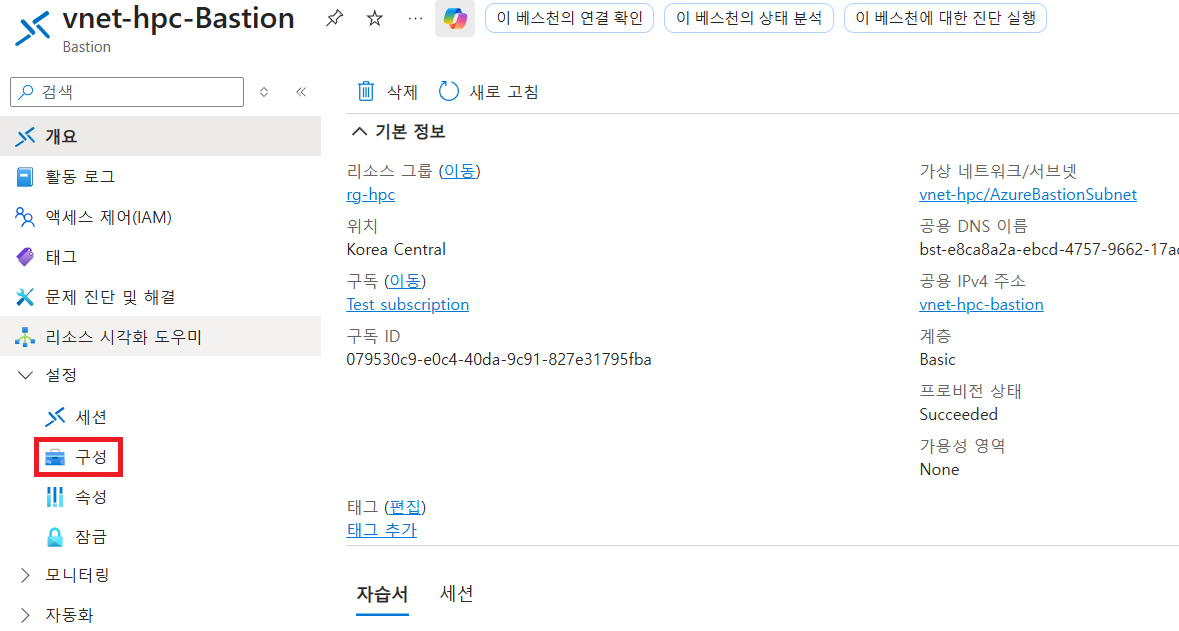 vnet-hpc-Bastion
이 베스천의 연결 확인
이 베스천의 상태 분석
이 베스천에 대한 진단 실행
Bastion
검색
삭제
새로 고침
개요
활동 로그
액세스 제어(IAM)
태그
문제 진단 및 해결
리소스 시각화 도우미
설정
세션
구성
속성
잠금
모니터링
자동화
기본 정보
리소스 그룹 (이동)
rg-hpc
위치
Korea Central
구독 (이동)
Test subscription
구독 ID
079530c9-e0c4-40da-9c91-827e31795fba
가상 네트워크/서브넷
vnet-hpc/AzureBastionSubnet
공용 DNS 이름
bst-e8ca8a2a-ebcd-4757-9662-17ac
공용 IPv4 주소
vnet-hpc-bastion
계층
Basic
프로비전 상태
Succeeded
가용성 영역
None
태그 (편집)
태그 추가
자습서
세션